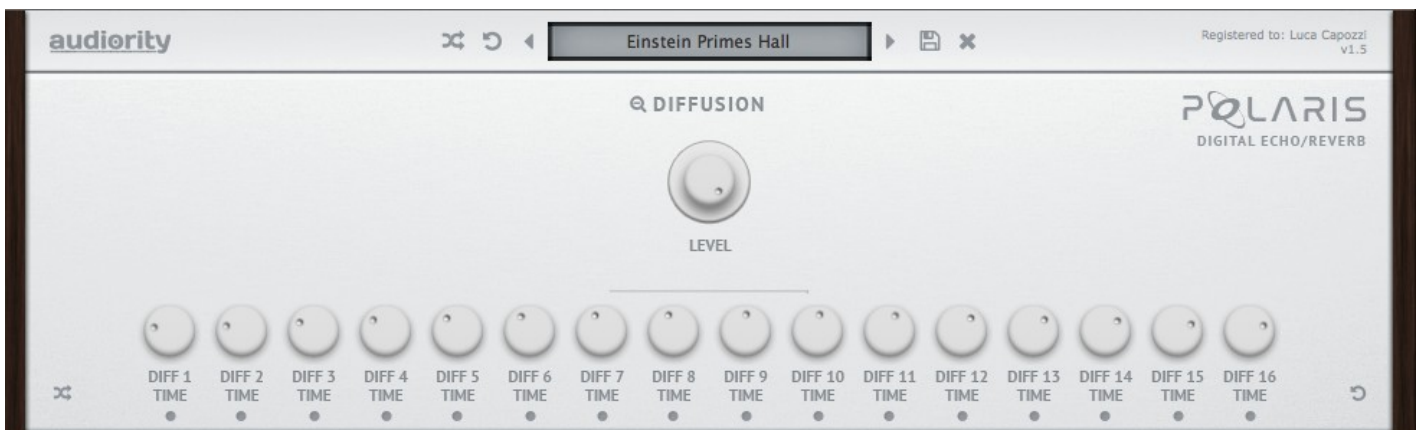 audiority
Einstein Primes Hall
Registered to: Luca Capozzi
v1.5
DIFFUSION
POLARIS
DIGITAL ECHO/REVERB
LEVEL
DIFF 1 DIFF 2 DIFF 3 DIFF 4 DIFF 5 DIFF 6 DIFF 7 DIFF 8 DIFF 9 DIFF 10 DIFF 11 DIFF 12 DIFF 13 DIFF 14 DIFF 15 DIFF 16
TIME TIME TIME TIME TIME TIME TIME TIME TIME TIME TIME TIME TIME TIME TIME TIME